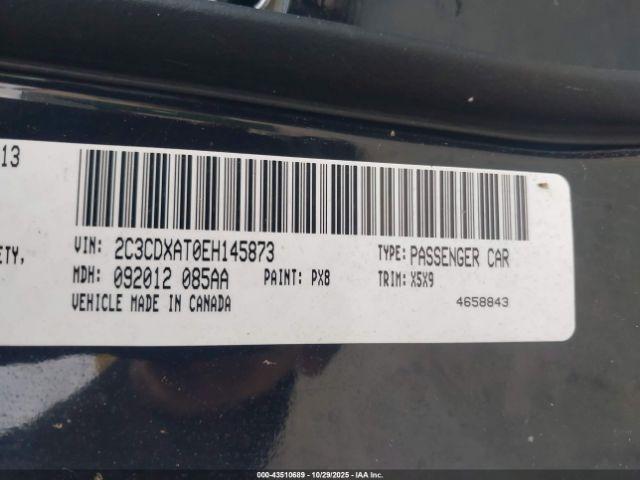 13
ETY,
VIN: 2C3CDXAT0EH145873
TYPE: PASSENGER CAR
MDH: 092012 085AA
PAINT: PX8
TRIM: X5X9
VEHICLE MADE IN CANADA
4658843
000-43510689 | 10/29/2025 | IAA, Inc.